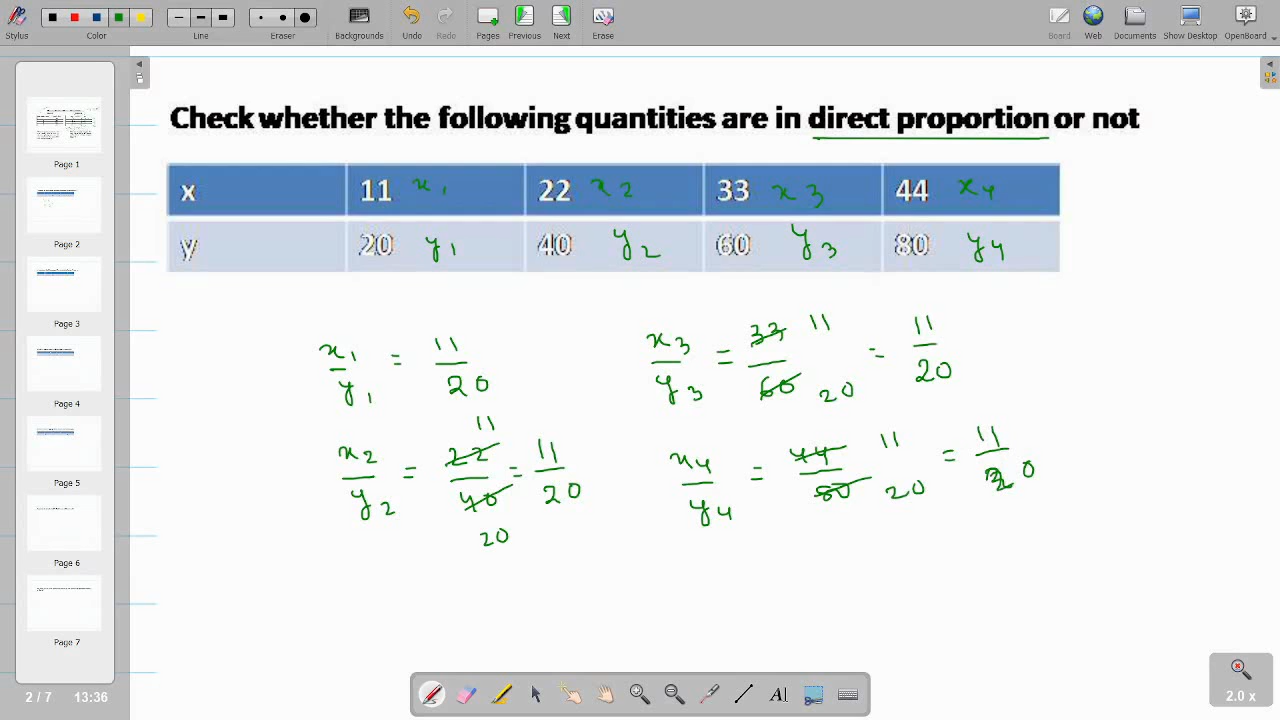 Stylus Color Line Eraser Backgrounds Undo Redo Pages Previous Next Erase Board Web Documents Show Desktop OpenBoard
Page 1
Page 2
Page 3
Page 4
Page 5
Page 6
Page 7
Check whether the following quantities are in direct proportion or not
x 11 x1 22 x2 33 x3 44 x4
y 20 y1 40 y2 60 y3 80 y4
x1/y1 = 11/20
x2/y2 = 22/40 11 20 = 11/20
x3/y3 = 33/60 11 20 = 11/20
x4/y4 = 44/80 11 20 = 11/20
2 / 7 13:36
AI
2.0 x